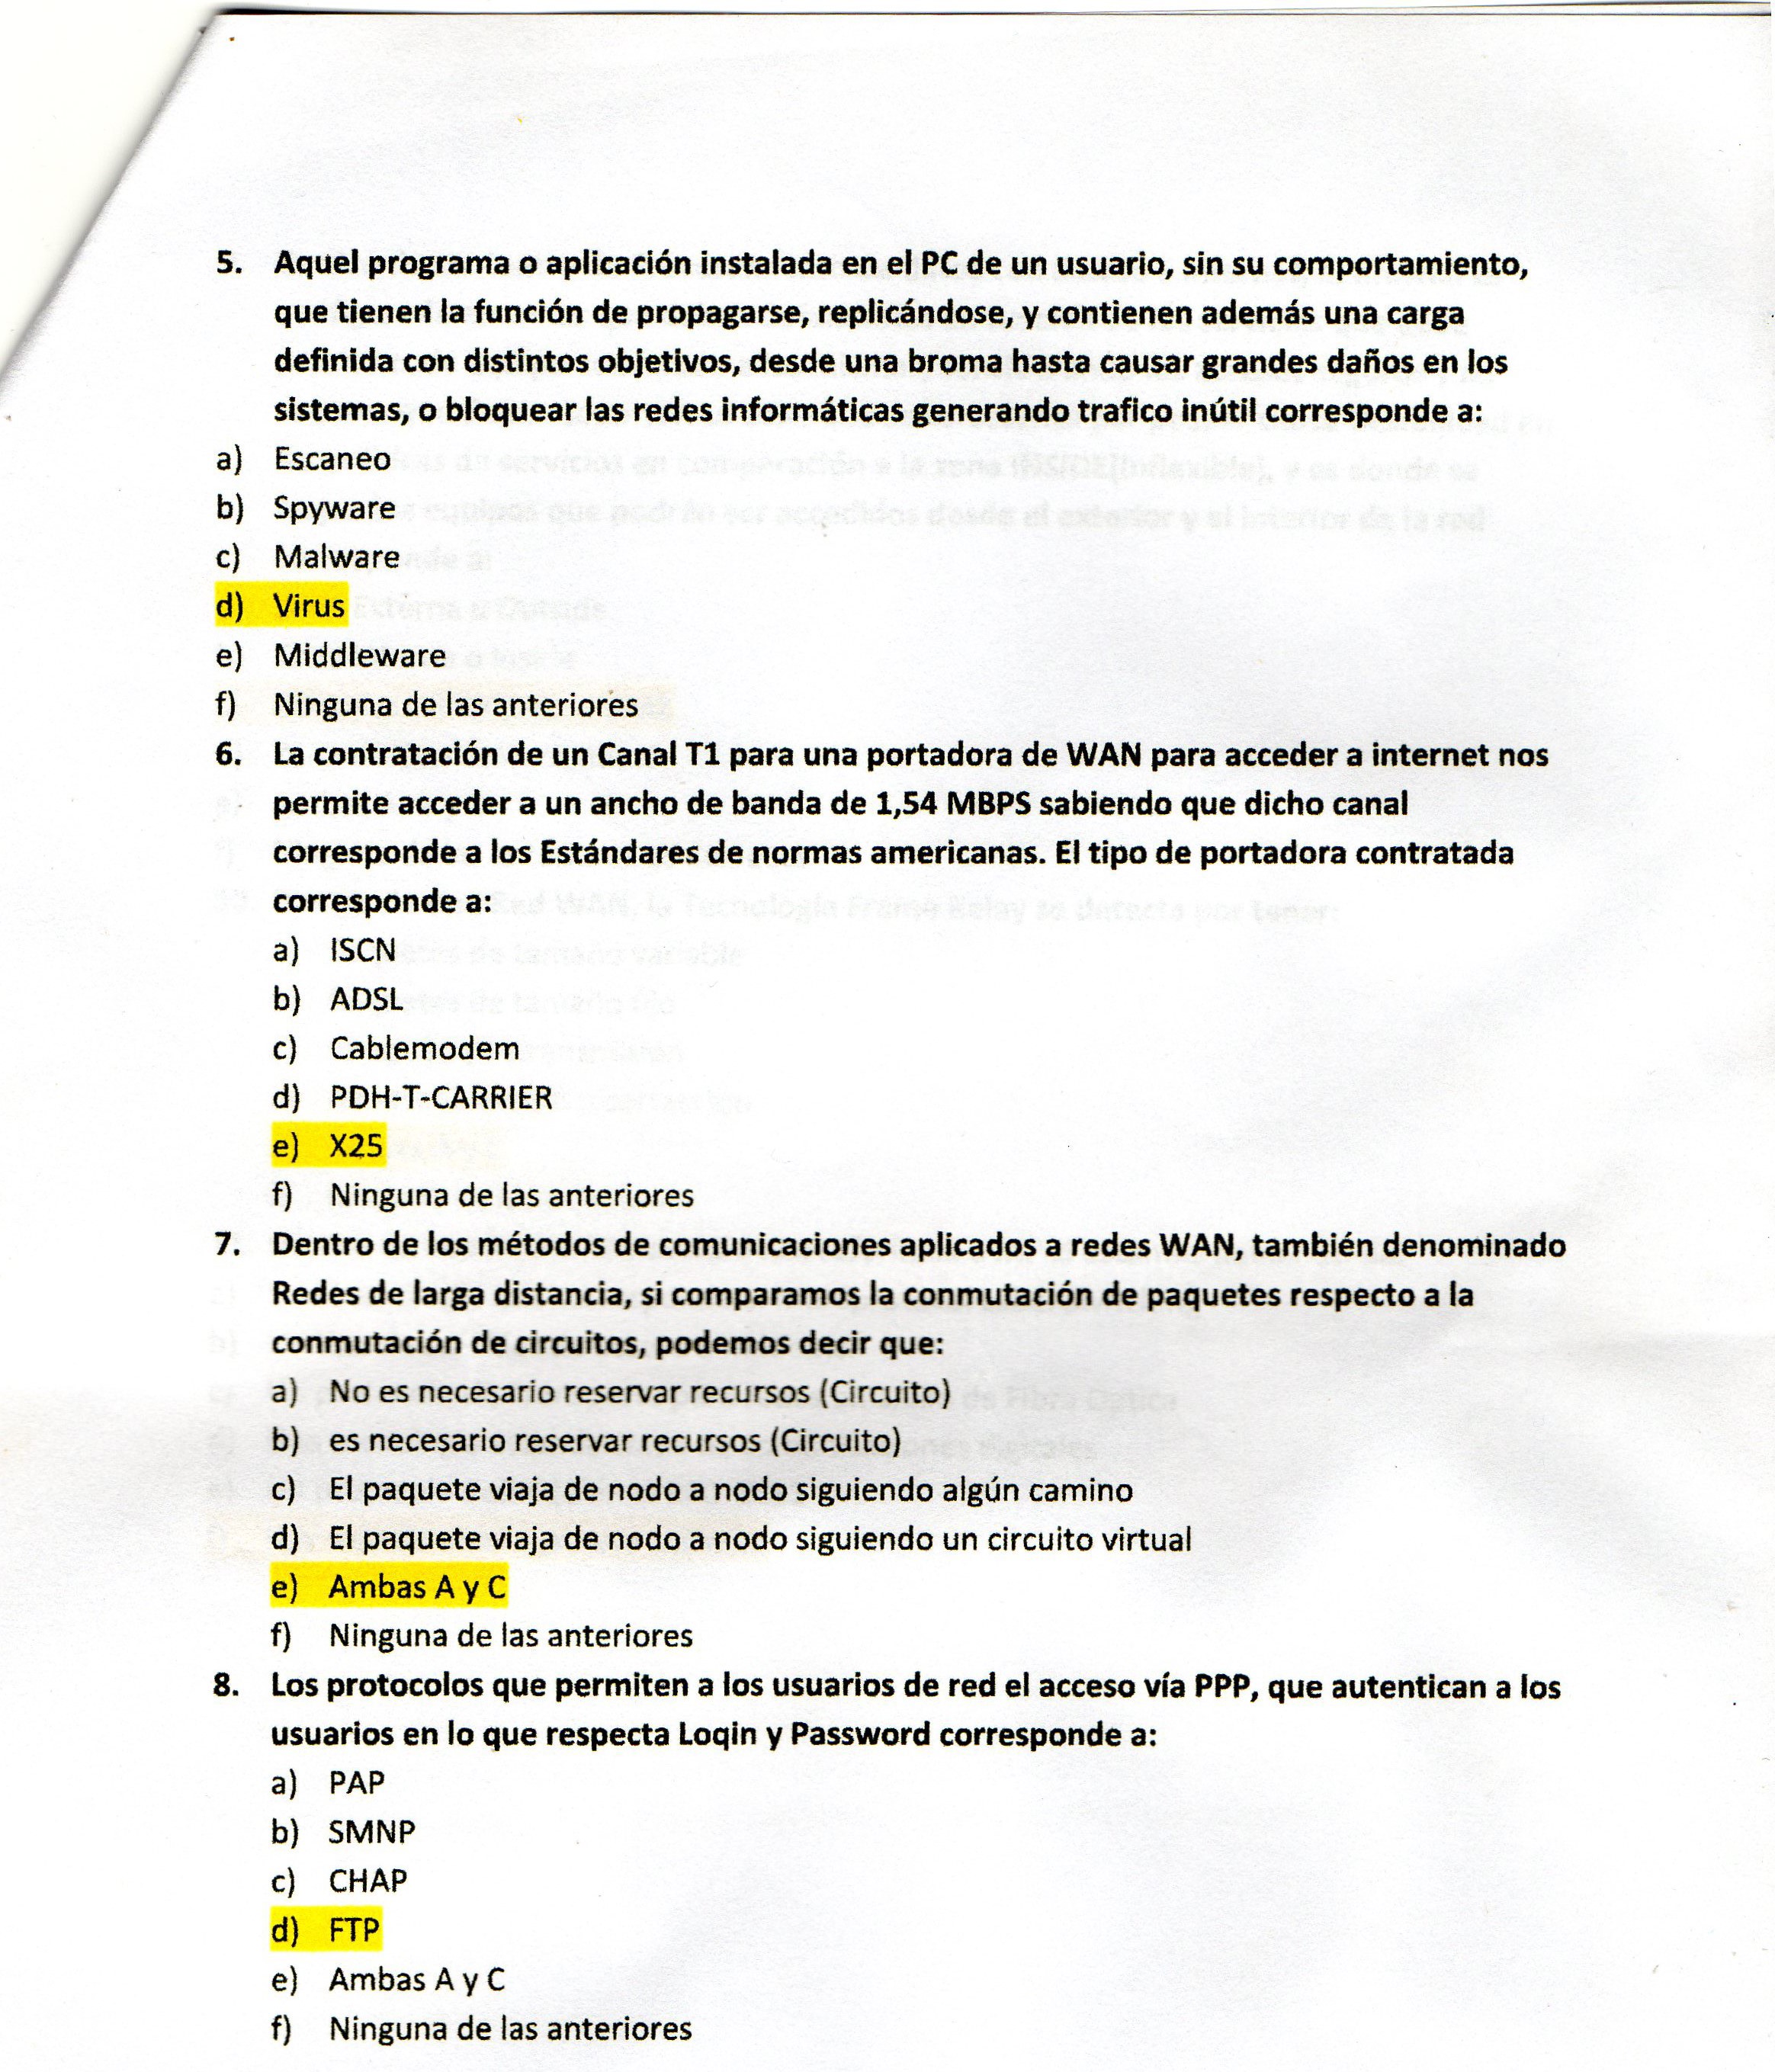 5. Aquel programa o aplicación instalada en el PC de un usuario, sin su comportamiento,
que tienen la función de propagarse, replicándose, y contienen además una carga
definida con distintos objetivos, desde una broma hasta causar grandes daños en los
sistemas, o bloquear las redes informáticas generando trafico inútil corresponde a:
a) Escaneo
b) Spyware
c) Malware
d) Virus
e) Middleware
f) Ninguna de las anteriores
6. La contratación de un Canal T1 para una portadora de WAN para acceder a internet nos
permite acceder a un ancho de banda de 1,54 MBPS sabiendo que dicho canal
corresponde a los Estándares de normas americanas. El tipo de portadora contratada
corresponde a:
a) ISCN
b) ADSL
c) Cablemodem
d) PDH-T-CARRIER
e) X25
f) Ninguna de las anteriores
7. Dentro de los métodos de comunicaciones aplicados a redes WAN, también denominado
Redes de larga distancia, si comparamos la conmutación de paquetes respecto a la
conmutación de circuitos, podemos decir que:
a) No es necesario reservar recursos (Circuito)
b) es necesario reservar recursos (Circuito)
c) El paquete viaja de nodo a nodo siguiendo algún camino
d) El paquete viaja de nodo a nodo siguiendo un circuito virtual
e) Ambas A y C
f) Ninguna de las anteriores
8. Los protocolos que permiten a los usuarios de red el acceso vía PPP, que autentican a los
usuarios en lo que respecta Loqin y Password corresponde a:
a) PAP
b) SMNP
c) CHAP
d) FTP
e) Ambas A y C
f) Ninguna de las anteriores